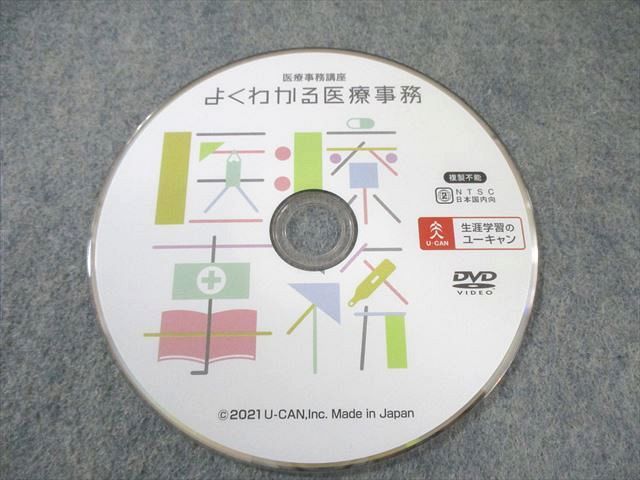 医療事務講座
よくわかる医療事務
医療
事務
複製不能
2
NTSC
日本国内向
U-CAN
生涯学習の
ユーキャン
DVD
VIDEO
©2021 U-CAN,Inc. Made in Japan